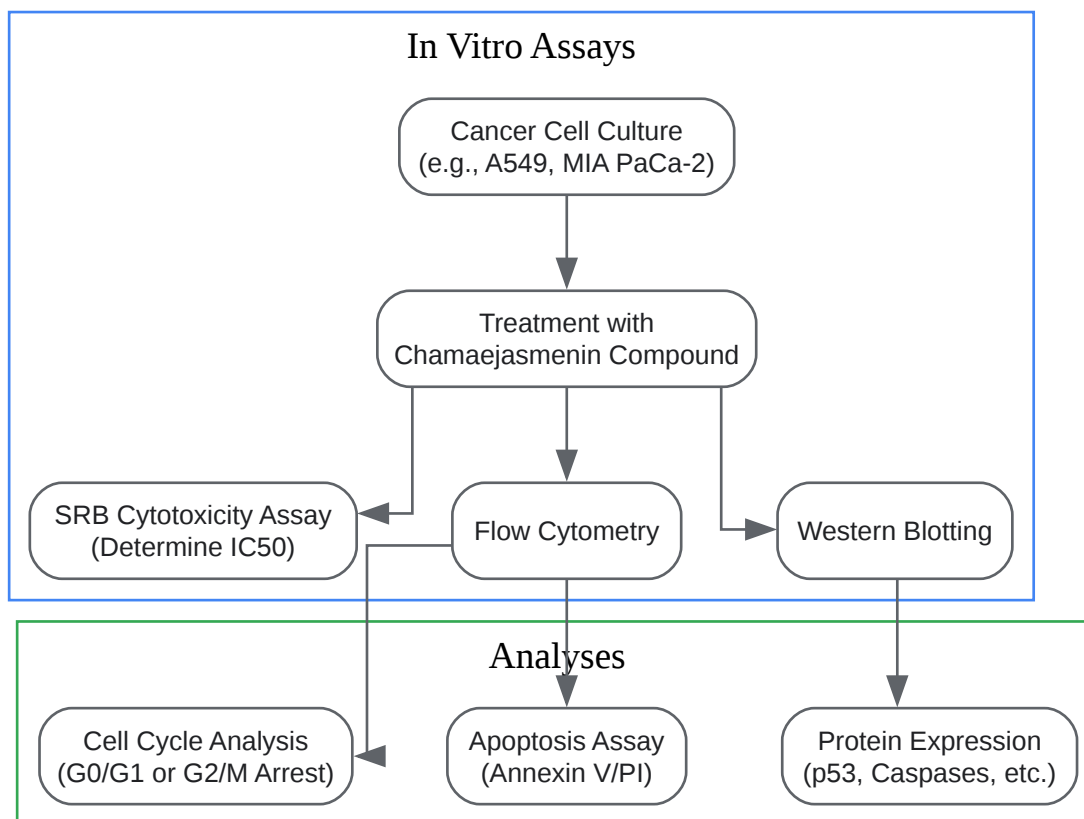 In Vitro Assays
Cancer Cell Culture
(e.g., A549, MIA PaCa-2)
Treatment with
Chamaejasmenin Compound
SRB Cytotoxicity Assay
(Determine IC50)
Flow Cytometry
Western Blotting
Analyses
Cell Cycle Analysis
(G0/G1 or G2/M Arrest)
Apoptosis Assay
(Annexin V/PI)
Protein Expression
(p53, Caspases, etc.)